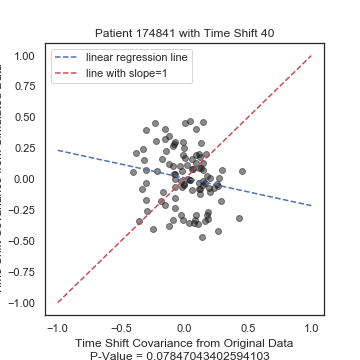 Patient 174841 with Time Shift 40
linear regression line
line with slope=1
1.00
0.75
0.50
0.25
0.00
−0.25
−0.50
−0.75
−1.00
−1.0 −0.5 0.0 0.5 1.0
Time Shift Covariance from Original Data
P-Value = 0.07847043402594103